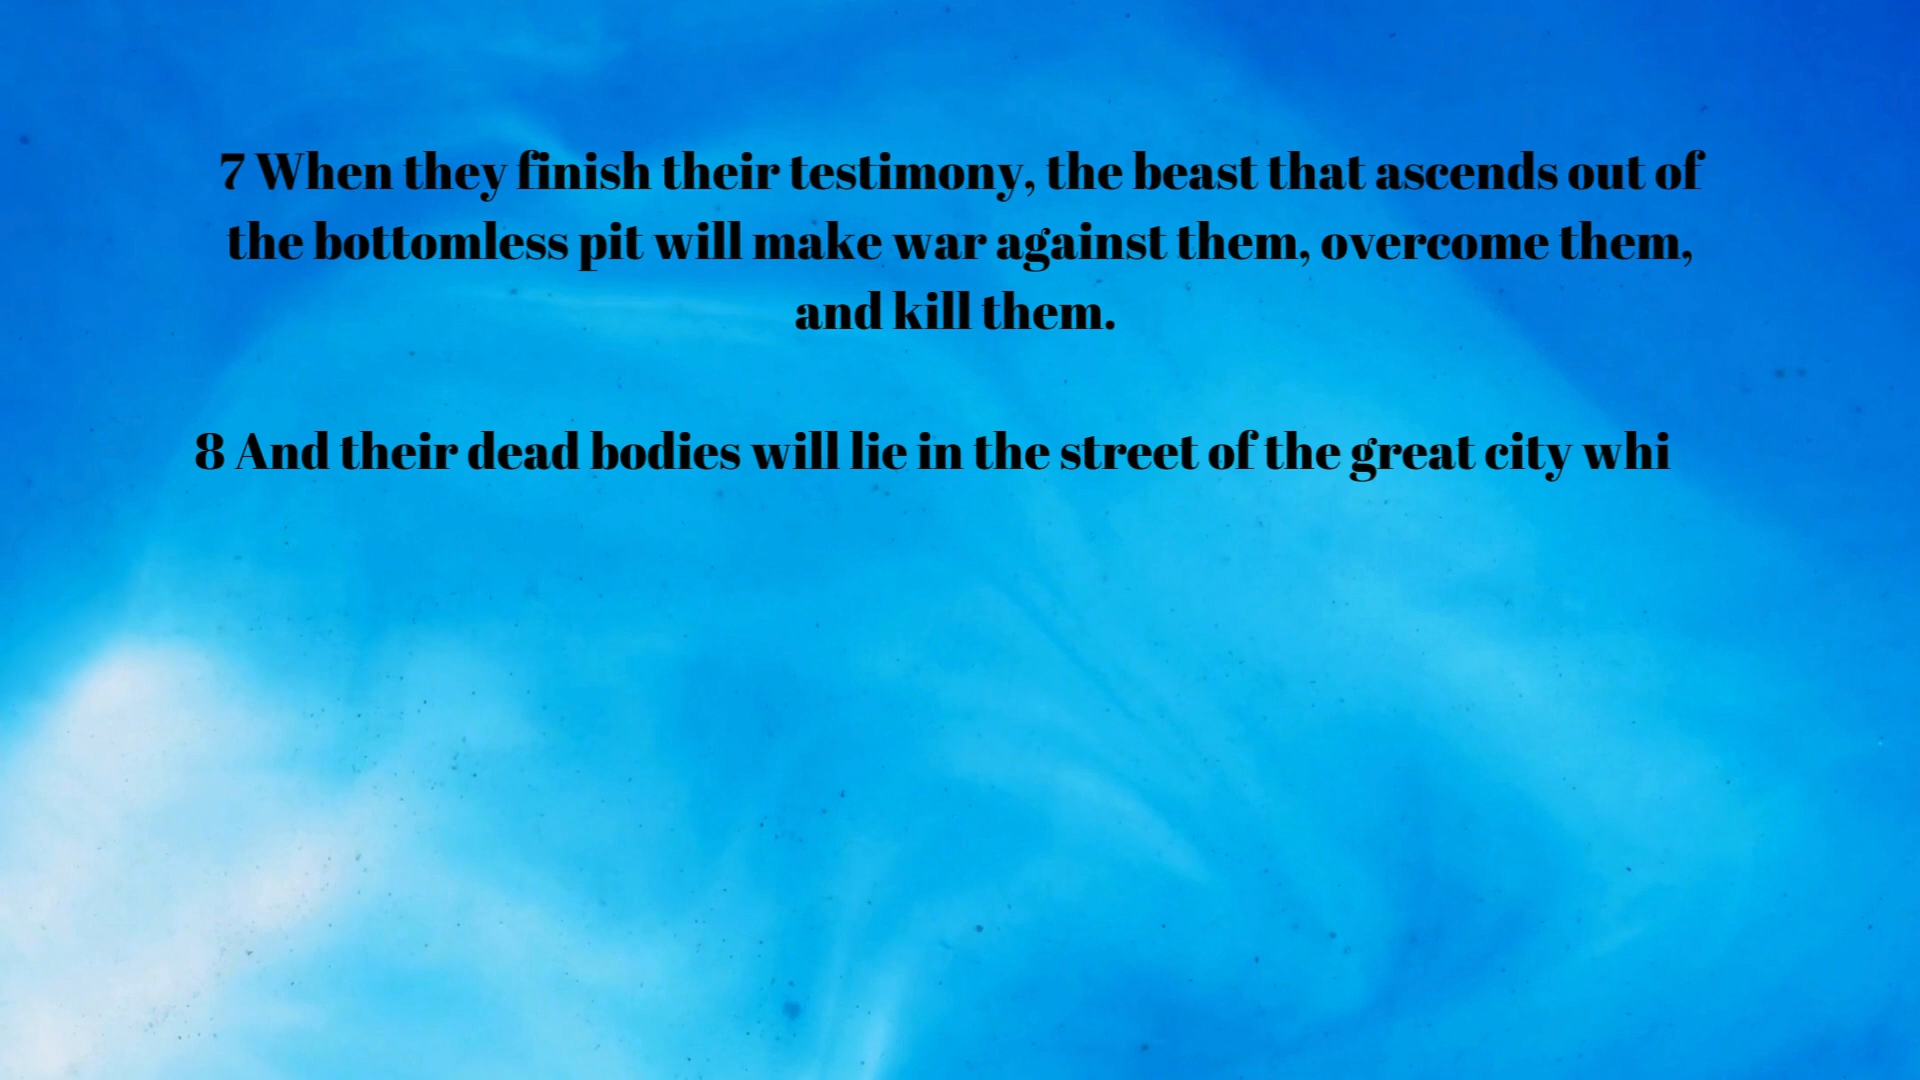 7 When they finish their testimony, the beast that ascends out of
the bottomless pit will make war against them, overcome them,
and kill them.
8 And their dead bodies will lie in the street of the great city whi